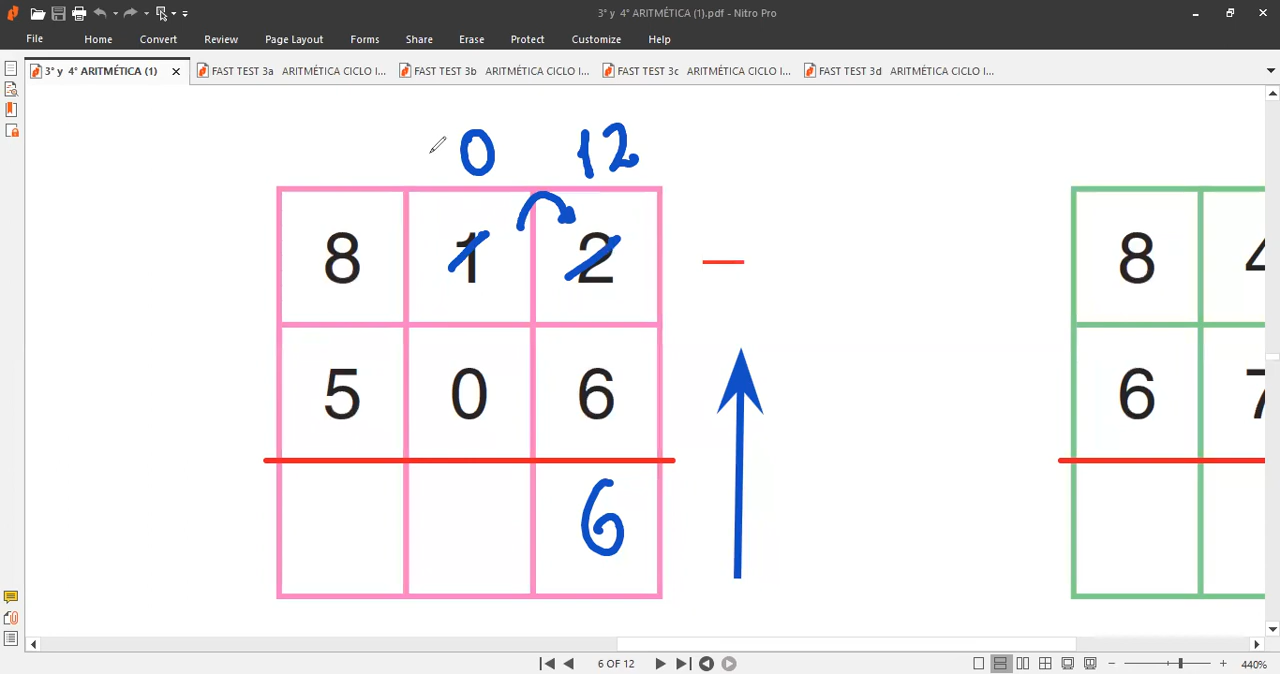 3° y 4° ARITMÉTICA (1).pdf - Nitro Pro
File Home Convert Review Page Layout Forms Share Erase Protect Customize Help
3° y 4° ARITMÉTICA (1) FAST TEST 3a ARITMÉTICA CICLO I... FAST TEST 3b ARITMÉTICA CICLO I... FAST TEST 3c ARITMÉTICA CICLO I... FAST TEST 3d ARITMÉTICA CICLO I...
0 12
8 1 2 — 8 4
5 0 6 6 7
6
6 OF 12 440%